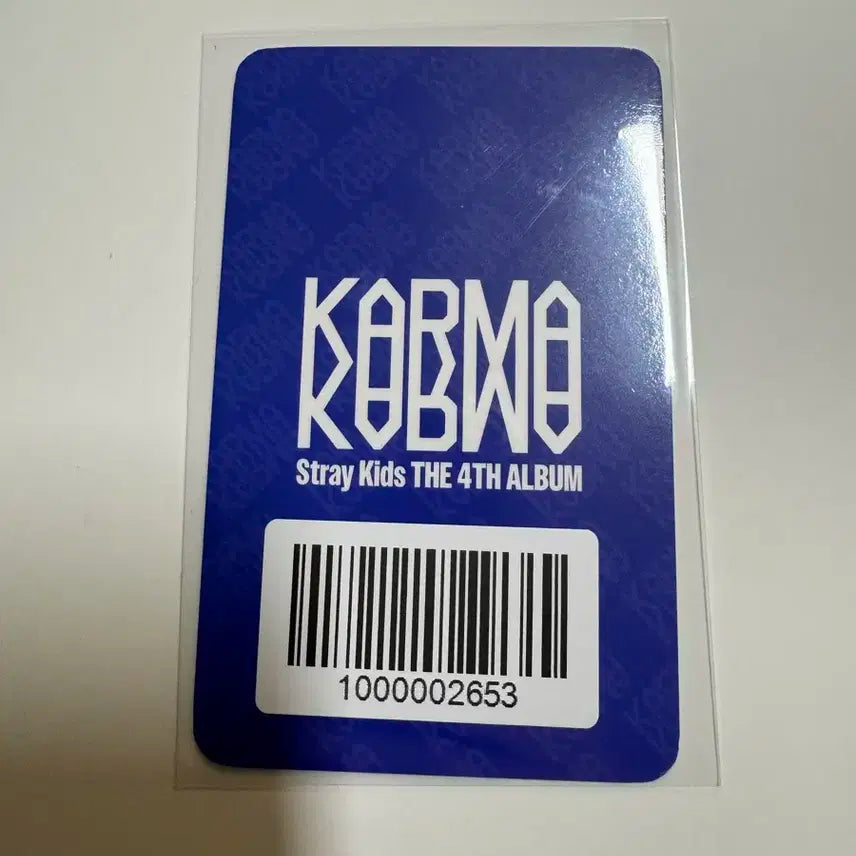 KARMA
Stray Kids THE 4TH ALBUM
1000002653